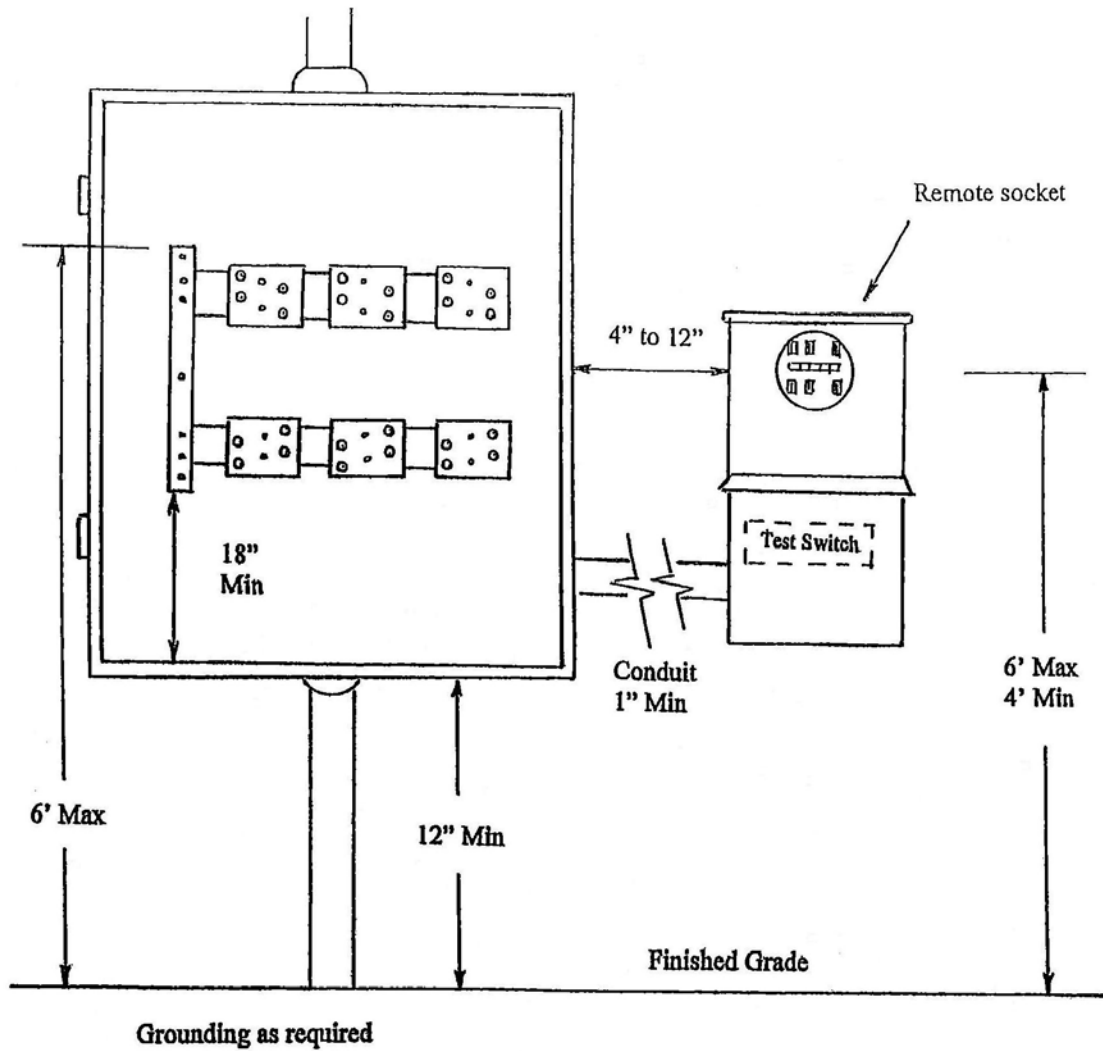 Remote socket
4” to 12”
Test Switch
18”
Min
Conduit
1” Min
6’ Max
4’ Min
6’ Max
12” Min
Finished Grade
Grounding as required